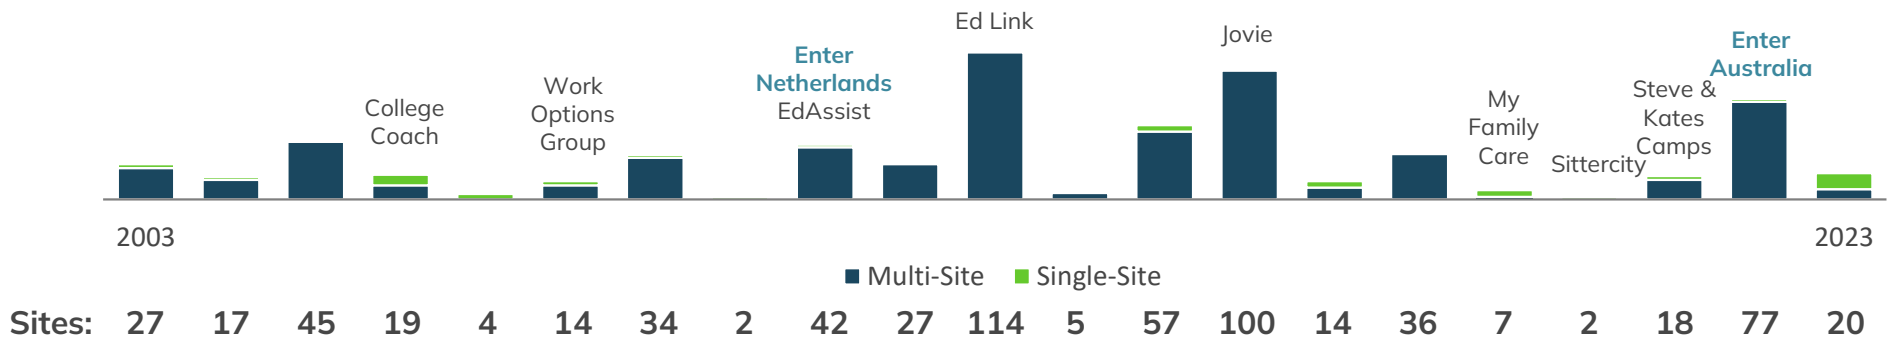 College
Coach
Work
Options
Group
Enter
Netherlands
EdAssist
Ed Link
Jovie
My
Family
Care
Sittercity
Steve &
Kates
Camps
Enter
Australia
2003 2023
Multi-Site Single-Site
Sites: 27 17 45 19 4 14 34 2 42 27 114 5 57 100 14 36 7 2 18 77 20